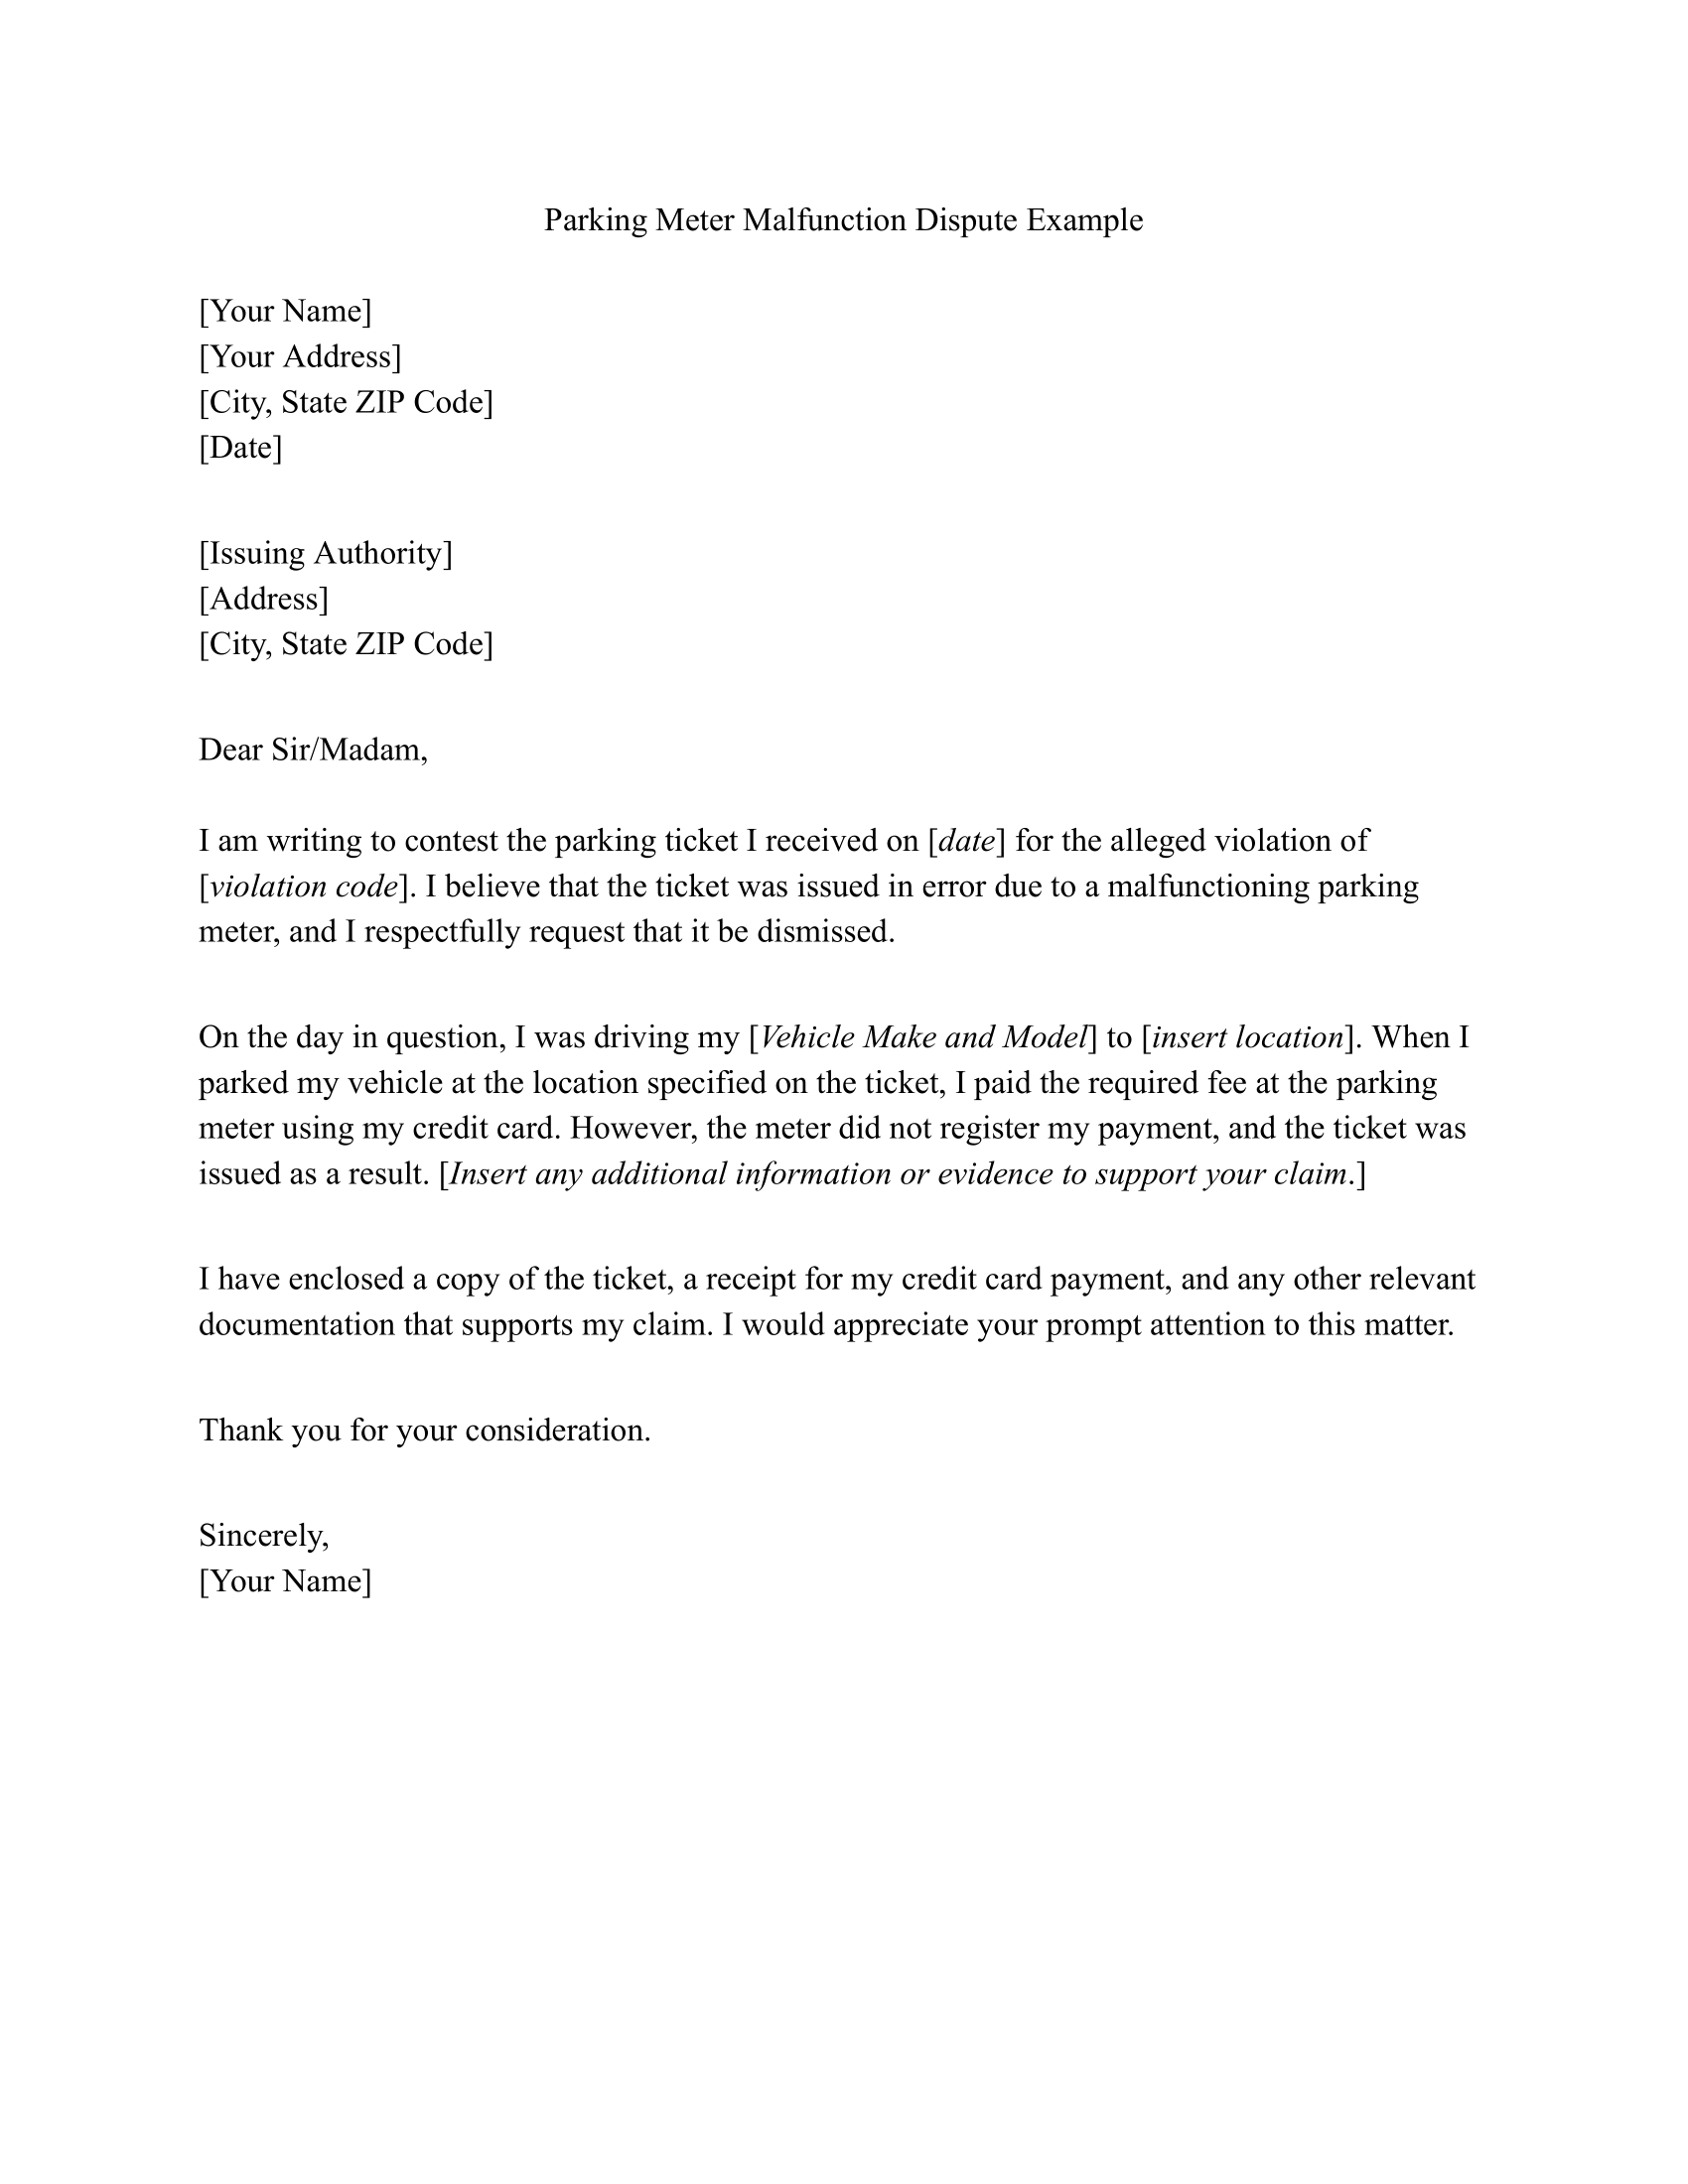 Parking Meter Malfunction Dispute Example
[Your Name]
[Your Address]
[City, State ZIP Code]
[Date]
[Issuing Authority]
[Address]
[City, State ZIP Code]
Dear Sir/Madam,
I am writing to contest the parking ticket I received on [date] for the alleged violation of
[violation code]. I believe that the ticket was issued in error due to a malfunctioning parking
meter, and I respectfully request that it be dismissed.
On the day in question, I was driving my [Vehicle Make and Model] to [insert location]. When I
parked my vehicle at the location specified on the ticket, I paid the required fee at the parking
meter using my credit card. However, the meter did not register my payment, and the ticket was
issued as a result. [Insert any additional information or evidence to support your claim.]
I have enclosed a copy of the ticket, a receipt for my credit card payment, and any other relevant
documentation that supports my claim. I would appreciate your prompt attention to this matter.
Thank you for your consideration.
Sincerely,
[Your Name]